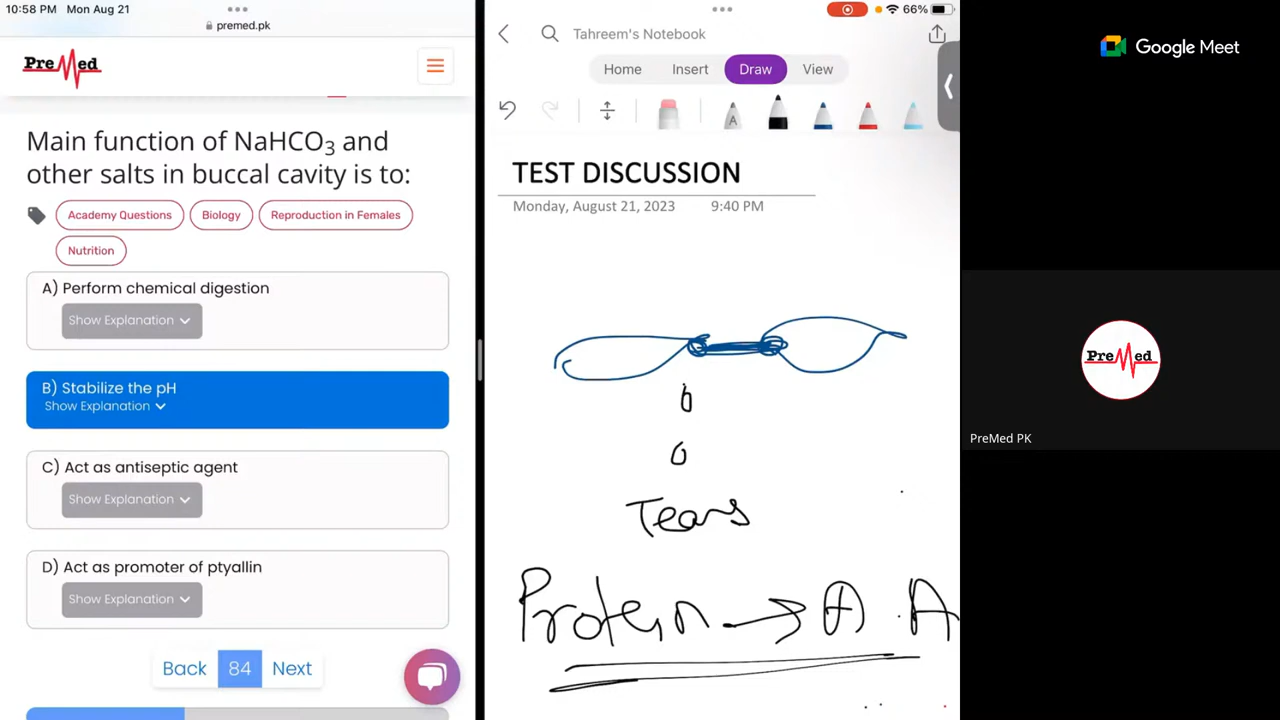 10:58 PM Mon Aug 21
premed.pk
PreMed
Main function of NaHCO₃ and
other salts in buccal cavity is to:
Academy Questions
Biology
Reproduction in Females
Nutrition
A) Perform chemical digestion
Show Explanation
B) Stabilize the pH
Show Explanation
C) Act as antiseptic agent
Show Explanation
D) Act as promoter of ptyallin
Show Explanation
Back 84 Next
66%
Tahreem's Notebook
Home Insert Draw View
A
TEST DISCUSSION
Monday, August 21, 2023 9:40 PM
Tears
Protein → A . A
Google Meet
PreMed
PreMed PK